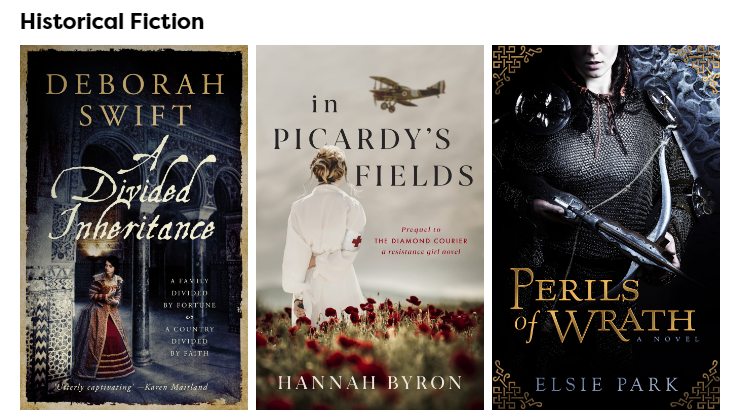 Historical Fiction
DEBORAH
SWIFT
A
Divided
Inheritance
A FAMILY
DIVIDED
BY FORTUNE
A COUNTRY
DIVIDED
BY FAITH
'Utterly captivating' —Karen Maitland
in
PICARDY'S
FIELDS
Prequel to
THE DIAMOND COURIER
a resistance girl novel
HANNAH BYRON
PERILS
of WRATH
A NOVEL
ELSIE PARK